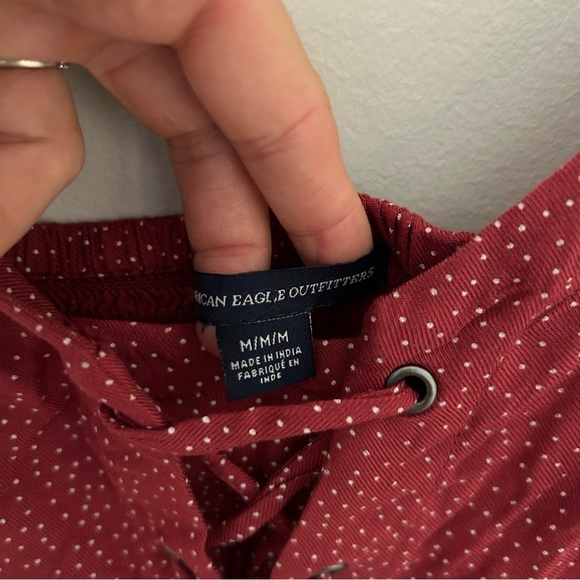 ICAN EAGLE OUTFITTERS
M/M/M
MADE IN INDIA
FABRIQUÉ EN
INDE